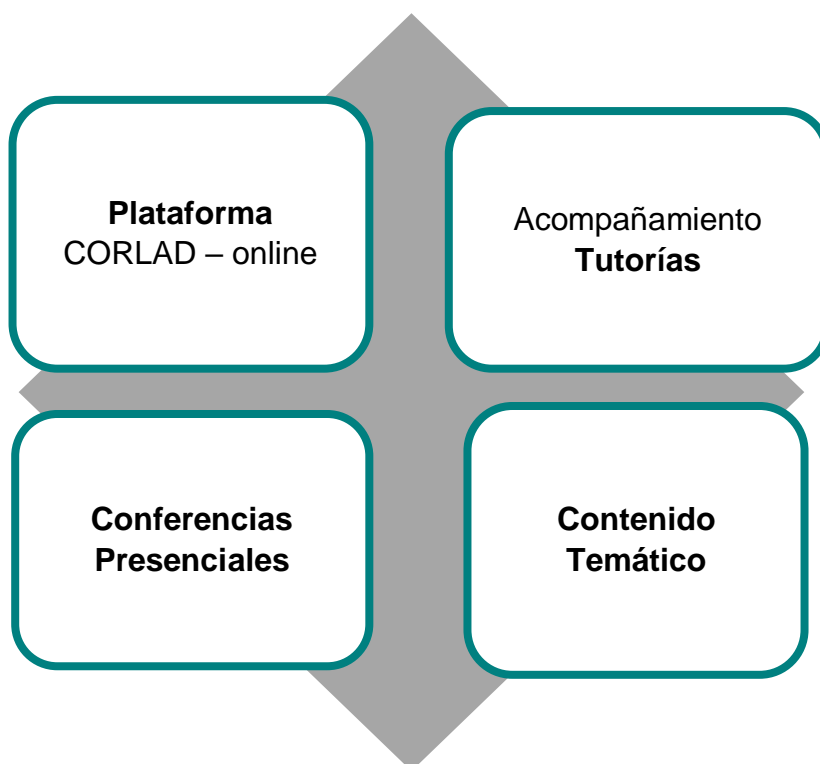 Plataforma
CORLAD – online
Acompañamiento
Tutorías
Conferencias
Presenciales
Contenido
Temático